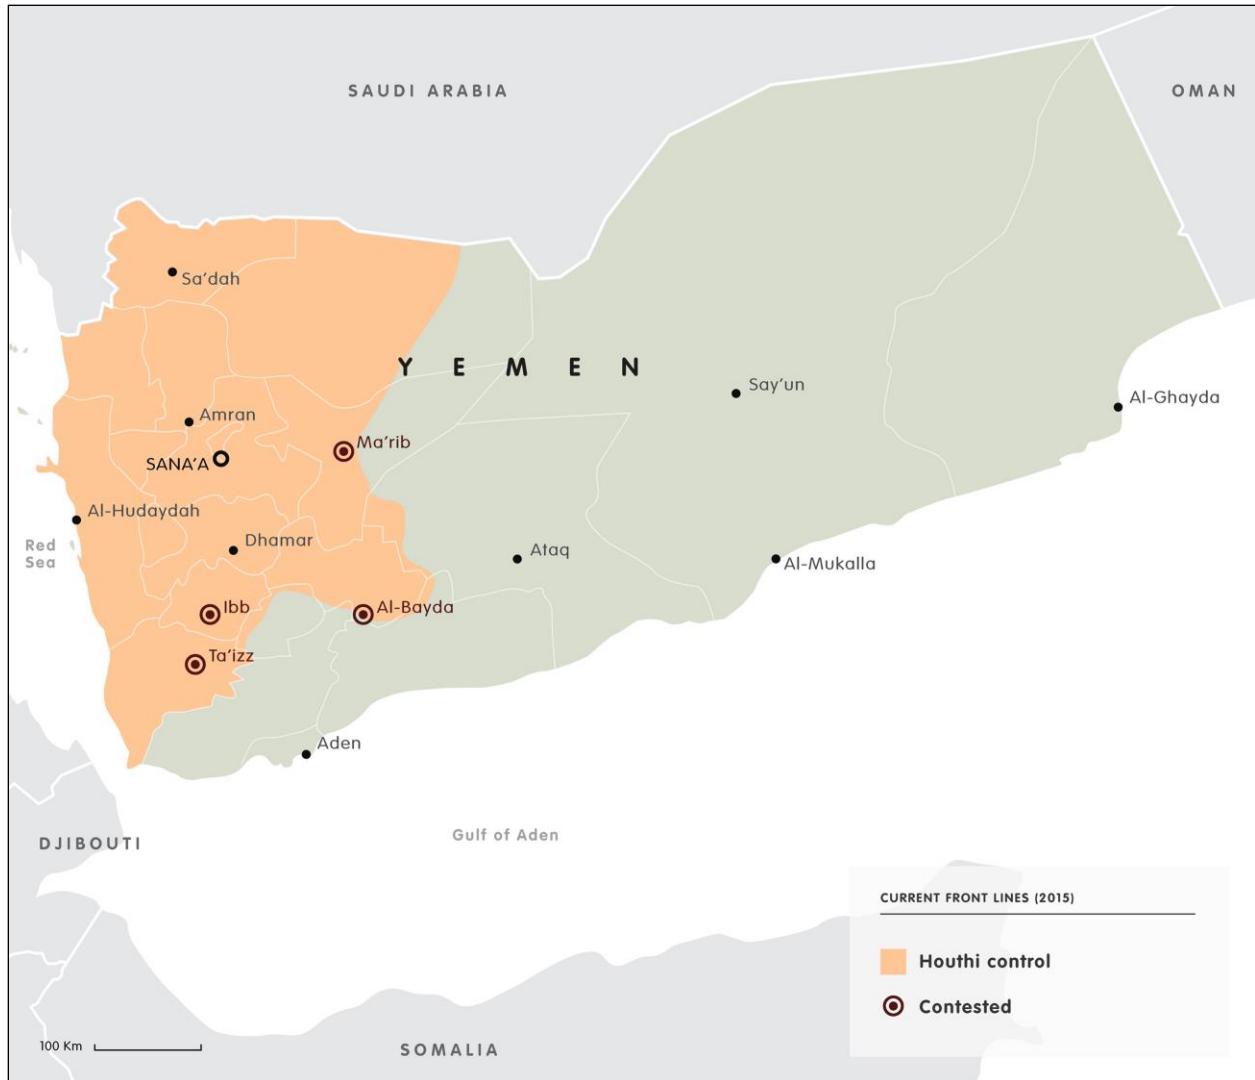 SAUDI ARABIA
OMAN
Sa’dah
Y E M E N
Say’un
Al-Ghayda
Amran
Ma’rib
SANA’A
Al-Hudaydah
Dhamar
Red
Sea
Ataq
Al-Mukalla
Ibb
Al-Bayda
Ta’izz
Aden
Gulf of Aden
DJIBOUTI
CURRENT FRONT LINES (2015)
Houthi control
Contested
100 Km
SOMALIA